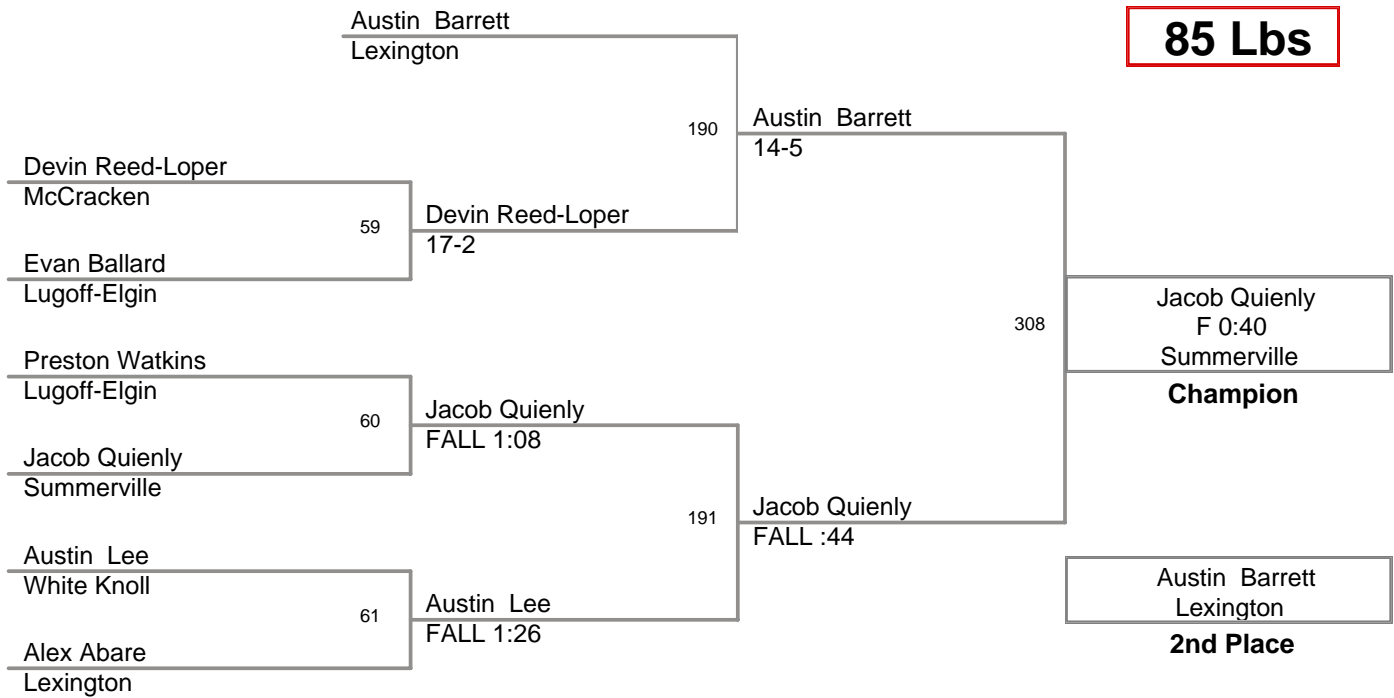 Austin  Barrett
Lexington
85 Lbs
190
Austin  Barrett
14-5
Devin Reed-Loper
McCracken
59
Devin Reed-Loper
17-2
Evan Ballard
Lugoff-Elgin
308
Jacob Quienly
F 0:40
Summerville
Champion
Preston Watkins
Lugoff-Elgin
60
Jacob Quienly
FALL 1:08
Jacob Quienly
Summerville
191
Jacob Quienly
FALL :44
Austin  Lee
White Knoll
61
Austin  Lee
FALL 1:26
Alex Abare
Lexington
Austin  Barrett
Lexington
2nd Place